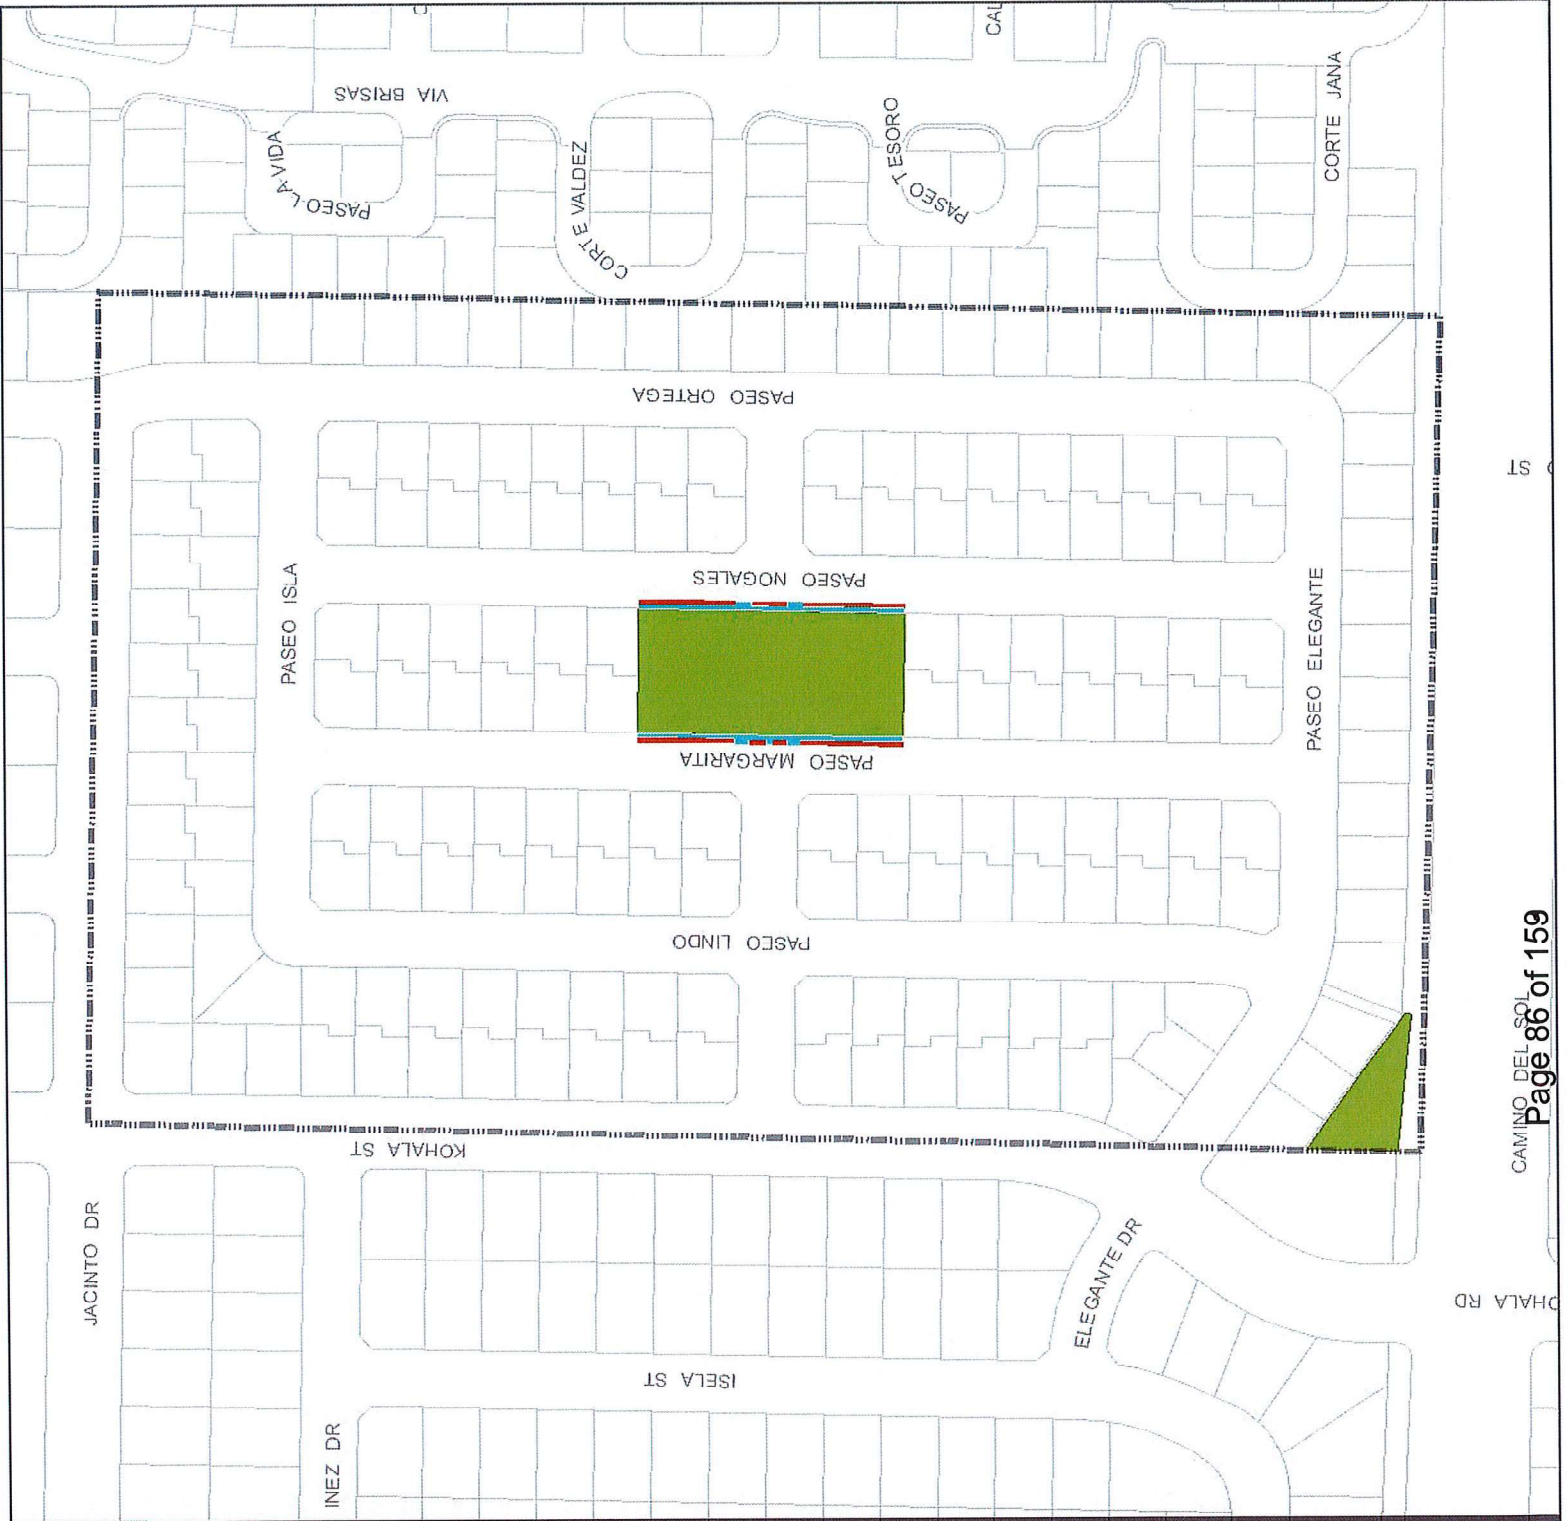 CAL
VIA BRISAS
CORTE JANA
PASEO LA VIDA
CORTE VALDEZ
PASEO TESORO
PASEO ORTEGA
ST
PASEO NOGALES
PASEO ISLA
PASEO ELEGANTE
PASEO MARGARITA
PASEO LINDO
CAMINO DEL SOL
Page 86 of 159
KOHALA ST
JACINTO DR
ELEGANTE DR
OHALA RD
ISELA ST
INEZ DR